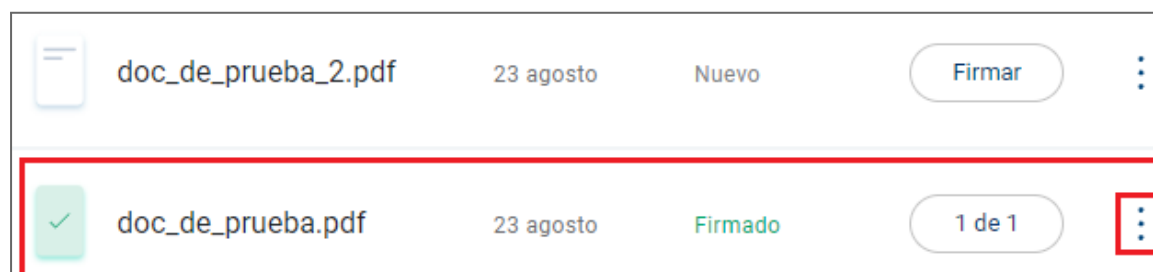 doc_de_prueba_2.pdf 23 agosto Nuevo Firmar
doc_de_prueba.pdf 23 agosto Firmado 1 de 1